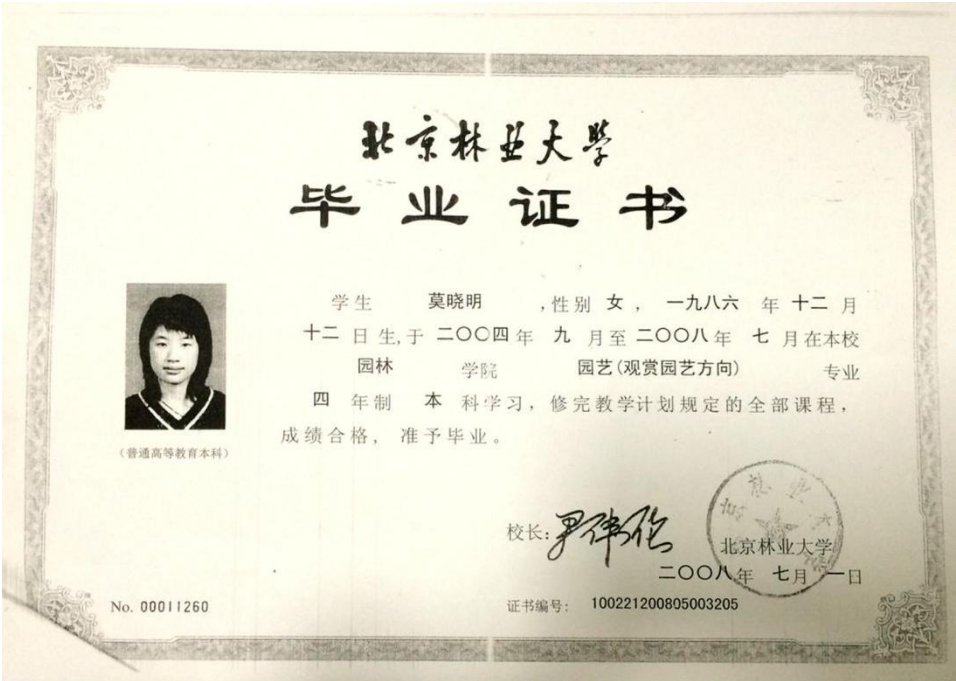 北京林业大学
毕业证书
学生 莫晓明 ,性别 女 , 一九八六 年 十二 月
十二 日 生,于 二〇〇四 年 九 月至 二〇〇八 年 七 月在本校
园林 学院 园艺(观赏园艺方向) 专业
四 年制 本 科学习，修完教学计划规定的全部课程，
成绩合格，准予毕业。
（普通高等教育本科）
校长: 尹伟伦
北京林业大学
二〇〇八年 七月 一日
No. 00011260
证书编号: 100221200805003205